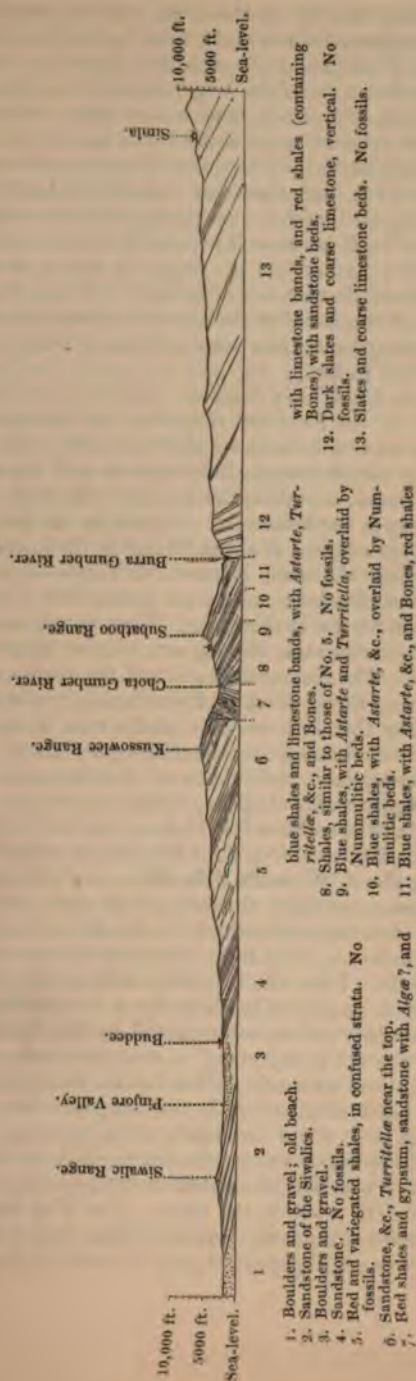 10,000 ft.
5000 ft.
Sea-level.
Siwalic Range.
Pinjore Valley.
Buddee.
Kussowlee Range.
Chota Gumber River.
Subathoo Range.
Burra Gumber River.
Simla.
10,000 ft.
5000 ft.
Sea-level.
1 2 3 4 5 6 7 8 9 10 11 12 13
1. Boulders and gravel; old beach.
2. Sandstone of the Siwalics.
3. Boulders and gravel.
4. Sandstone. No fossils.
5. Red and variegated shales, in confused strata. No
fossils.
6. Sandstone, &c., Turritellæ near the top.
7. Red shales and gypsum, sandstone with Algæ?, and
blue shales and limestone bands, with Astarte, Tur-
ritellæ, &c., and Bones.
8. Shales, similar to those of No. 5. No fossils.
9. Blue shales, with Astarte and Turritella, overlaid by
Nummulitic beds.
10. Blue shales, with Astarte, &c., overlaid by Num-
mulitic beds.
11. Blue shales, with Astarte, &c., and Bones, red shales
with limestone bands, and red shales (containing
Bones) with sandstone beds.
12. Dark slates and coarse limestone, vertical. No
fossils.
13. Slates and coarse limestone beds. No fossils.